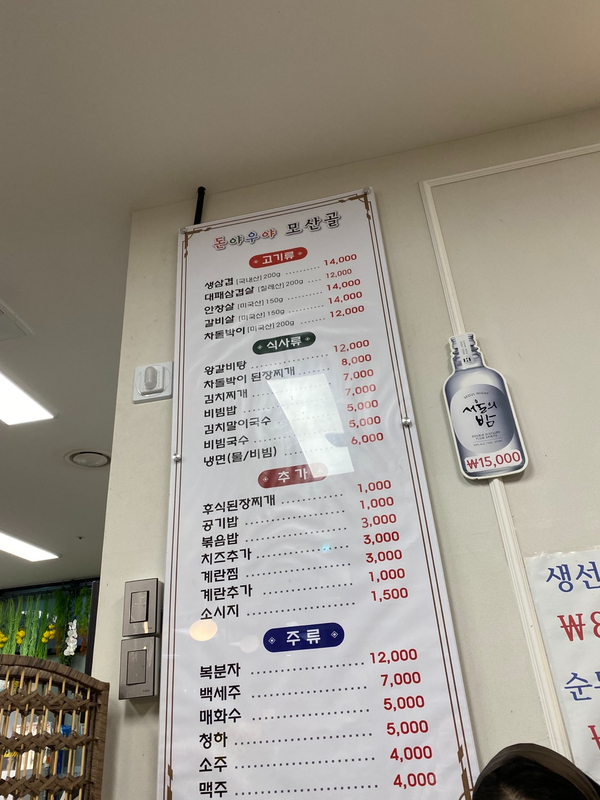 돈야우야 모산골
고기류
생삼겹 [국내산] 200g 14,000
대패삼겹살 [칠레산] 200g 12,000
안창살 [미국산] 150g 14,000
갈비살 [미국산] 150g 14,000
차돌박이 [미국산] 200g 12,000
식사류
왕갈비탕 12,000
차돌박이 된장찌개 8,000
김치찌개 7,000
비빔밥 7,000
김치말이국수 5,000
비빔국수 5,000
냉면(물/비빔) 6,000
추가
후식된장찌개 1,000
공기밥 1,000
볶음밥 3,000
치즈추가 3,000
계란찜 3,000
계란추가 1,000
소시지 1,500
주류
복분자 12,000
백세주 7,000
매화수 5,000
청하 5,000
소주 4,000
맥주 4,000
서울의
밤
₩15,000
생선
₩8
순두